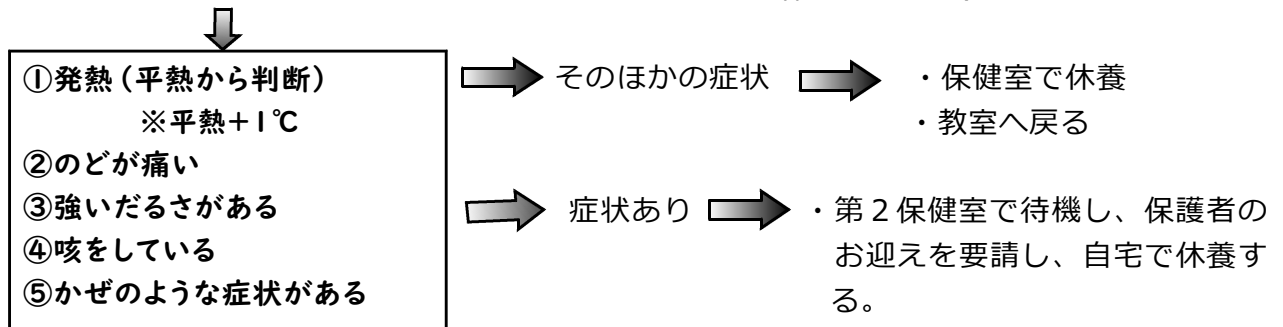 ①発熱（平熱から判断）
※平熱＋1℃
②のどが痛い
③強いだるさがある
④咳をしている
⑤かぜのような症状がある
そのほかの症状
・保健室で休養
・教室へ戻る
症状あり
・第２保健室で待機し、保護者の
お迎えを要請し、自宅で休養す
る。